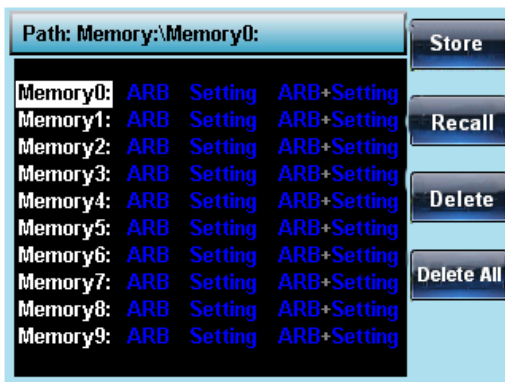 Path: Memory:\Memory0:
Memory0: ARB Setting ARB+Setting
Memory1: ARB Setting ARB+Setting
Memory2: ARB Setting ARB+Setting
Memory3: ARB Setting ARB+Setting
Memory4: ARB Setting ARB+Setting
Memory5: ARB Setting ARB+Setting
Memory6: ARB Setting ARB+Setting
Memory7: ARB Setting ARB+Setting
Memory8: ARB Setting ARB+Setting
Memory9: ARB Setting ARB+Setting
Store
Recall
Delete
Delete All